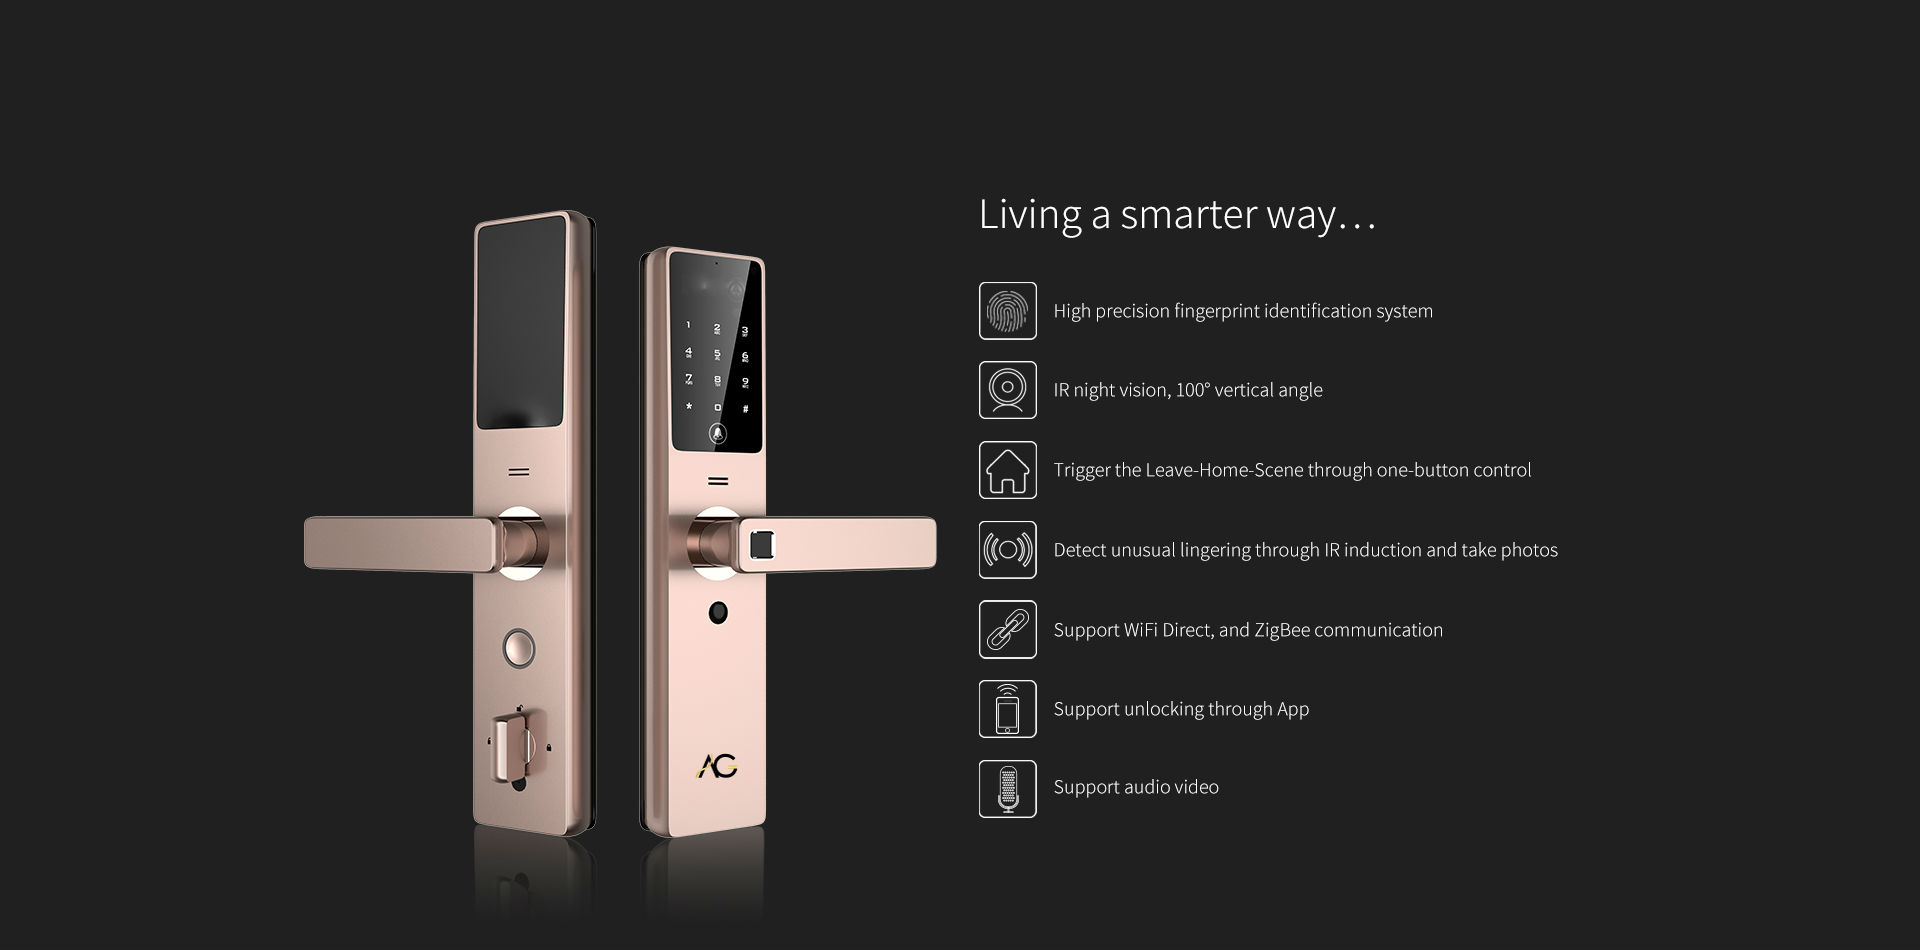 Living a smarter way...
High precision fingerprint identification system
IR night vision, 100° vertical angle
Trigger the Leave-Home-Scene through one-button control
Detect unusual lingering through IR induction and take photos
Support WiFi Direct, and ZigBee communication
Support unlocking through App
Support audio video
1 2 3
4 5 6
7 8 9
* 0 #
AG